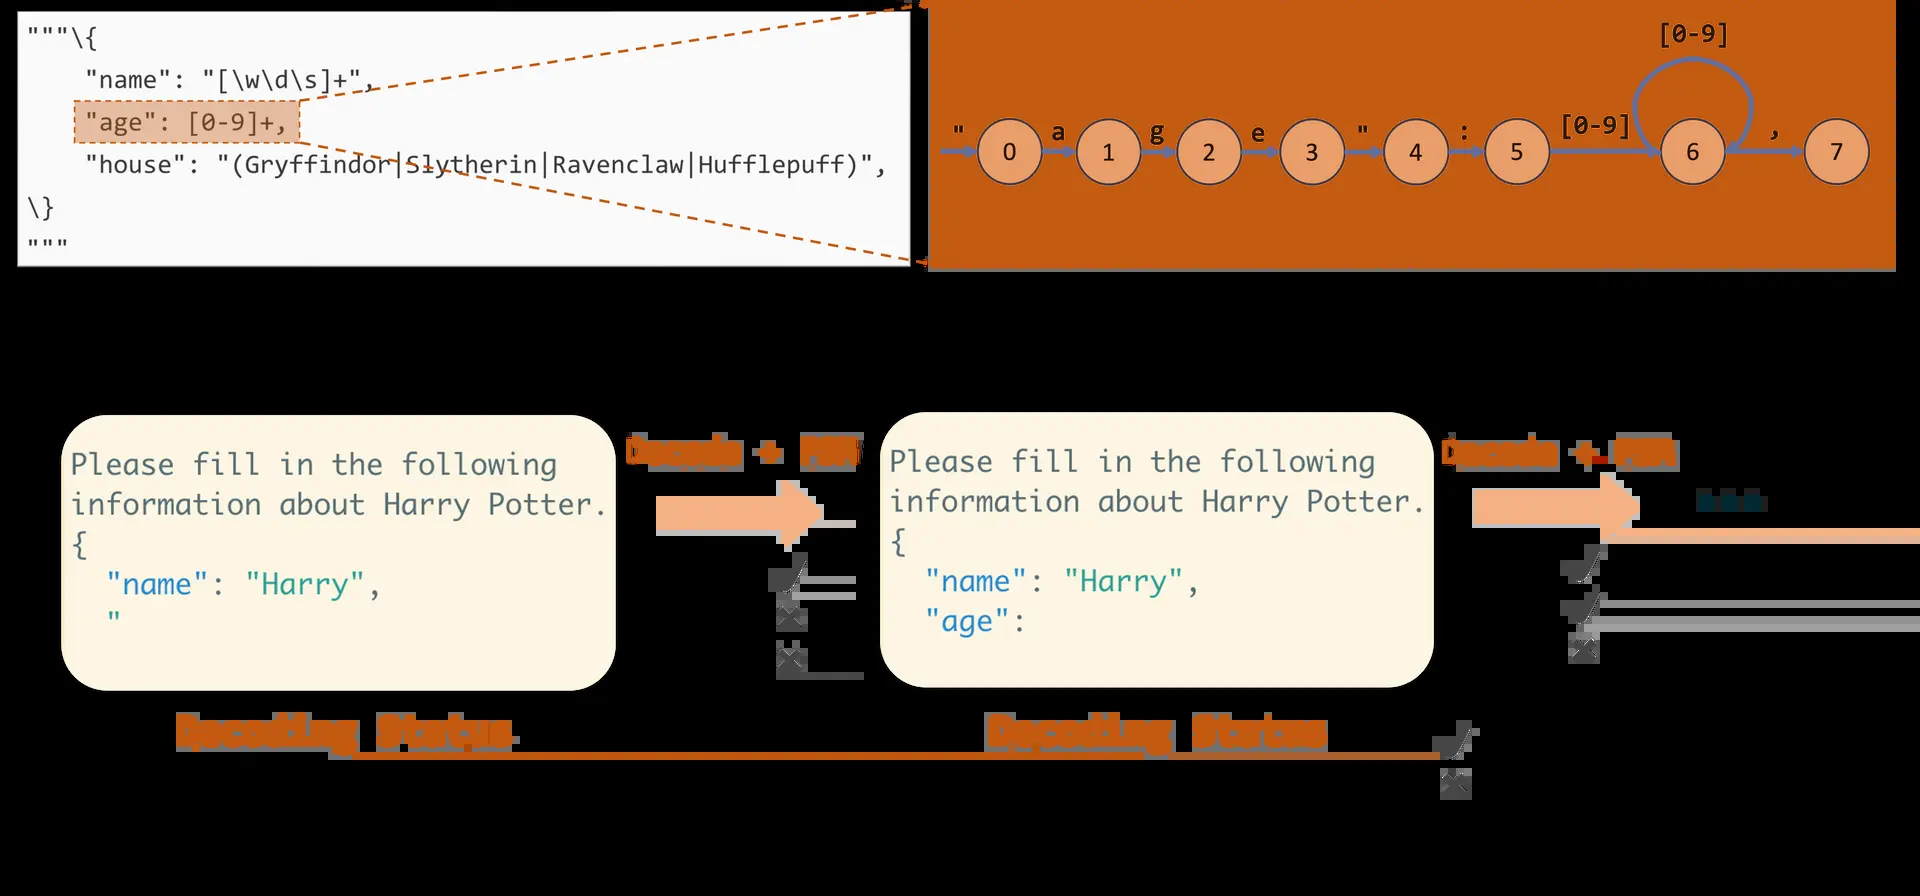 """\{
"name": "[\w\d\s]+",
"age": [0-9]+,
"house": "(Gryffindor|Slytherin|Ravenclaw|Hufflepuff)",
\}
"""
[0-9]
" a g e " : [0-9] ,
0 1 2 3 4 5 6 7
Please fill in the following
information about Harry Potter.
{
"name": "Harry",
"
Decode +
Please fill in the following
information about Harry Potter.
{
"name": "Harry",
"age":
Decode +
...
Decoding Status
Decoding Status